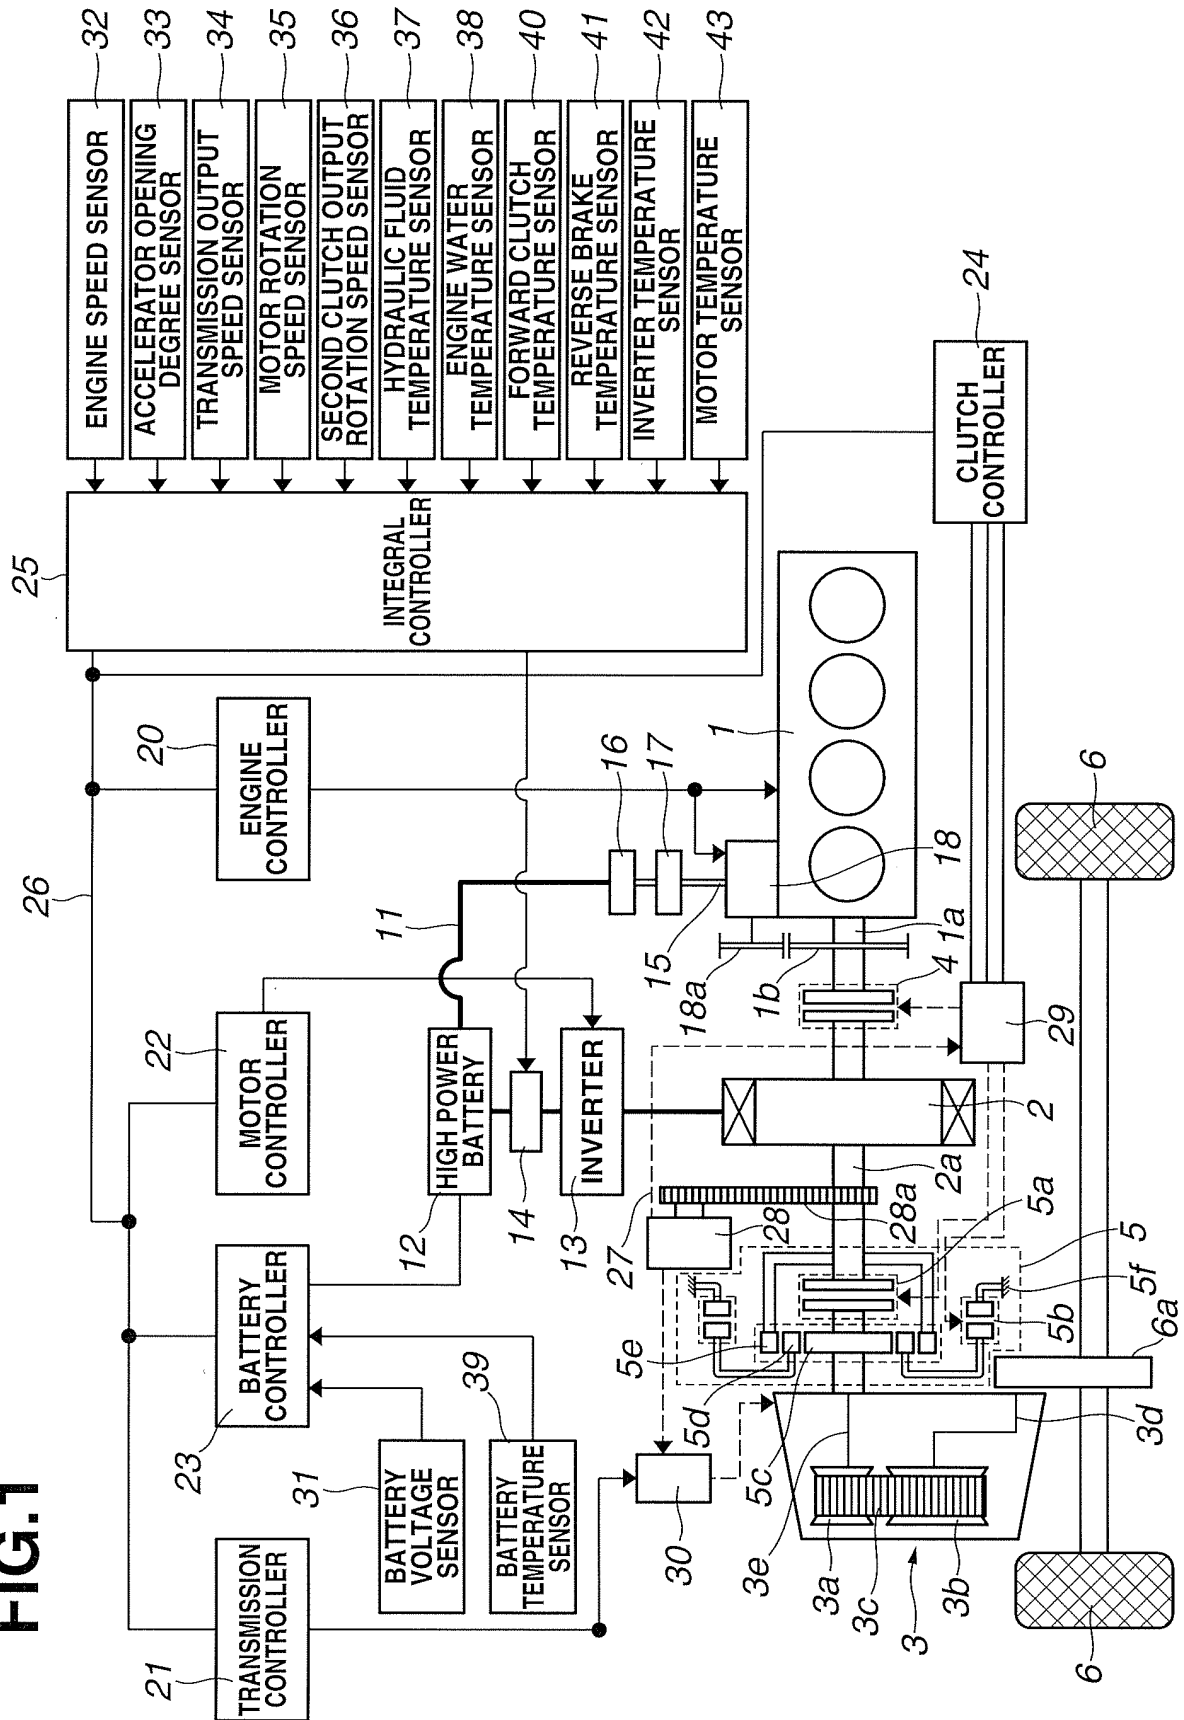 FIG.1
32
33
34
35
36
37
38
40
41
42
43
ENGINE SPEED SENSOR
ACCELERATOR OPENING
DEGREE SENSOR
TRANSMISSION OUTPUT
SPEED SENSOR
MOTOR ROTATION
SPEED SENSOR
SECOND CLUTCH OUTPUT
ROTATION SPEED SENSOR
HYDRAULIC FLUID
TEMPERATURE SENSOR
ENGINE WATER
TEMPERATURE SENSOR
FORWARD CLUTCH
TEMPERATURE SENSOR
REVERSE BRAKE
TEMPERATURE SENSOR
INVERTER TEMPERATURE
SENSOR
MOTOR TEMPERATURE
SENSOR
25
INTEGRAL
CONTROLLER
24
CLUTCH
CONTROLLER
20
ENGINE
CONTROLLER
26
22
MOTOR
CONTROLLER
23
BATTERY
CONTROLLER
21
TRANSMISSION
CONTROLLER
31
BATTERY
VOLTAGE
SENSOR
39
BATTERY
TEMPERATURE
SENSOR
11
12
HIGH POWER
BATTERY
14
13
INVERTER
16
17
15
18
18a
1
1a
1b
4
29
2
2a
27
28
28a
5
5a
5b
5c
5d
5e
5f
6
6
6a
30
3
3a
3b
3c
3d
3e